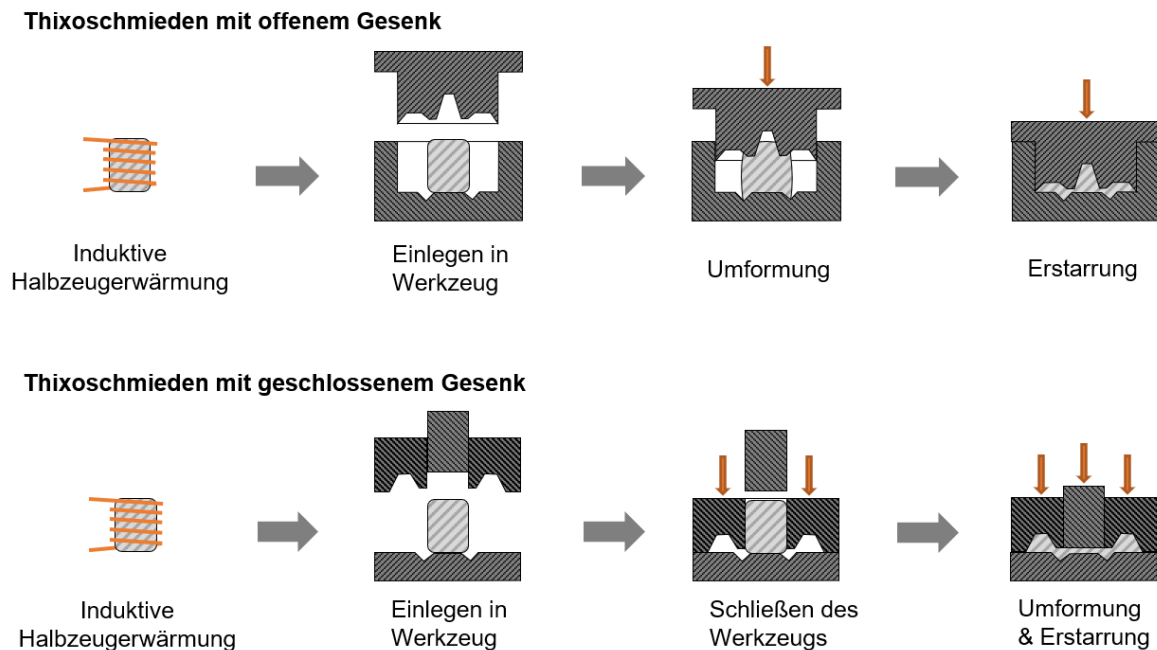 Thixoschmieden mit offenem Gesenk
Induktive
Halbzeugerwärmung
Einlegen in
Werkzeug
Umformung
Erstarrung
Thixoschmieden mit geschlossenem Gesenk
Induktive
Halbzeugerwärmung
Einlegen in
Werkzeug
Schließen des
Werkzeugs
Umformung
& Erstarrung